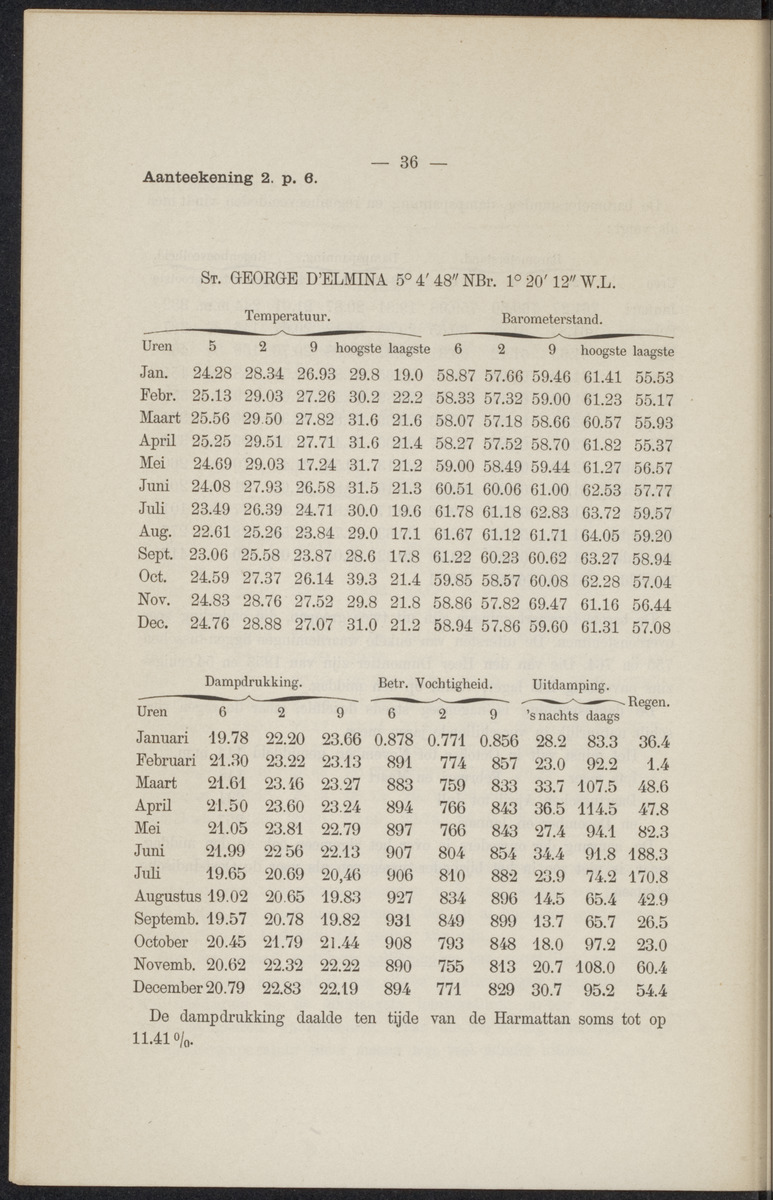 — 36 —
Aanteekening 2. p. 6.
St. GEORGE D'ELMINA 5° 4′ 48″ NBr. 1° 20′ 12″ W.L.
Temperatuur. Barometerstand.
Uren 5 2 9 hoogste laagste 6 2 9 hoogste laagste
Jan. 24.28 28.34 26.93 29.8 19.0 58.87 57.66 59.46 61.41 55.53
Febr. 25.13 29.03 27.26 30.2 22.2 58.33 57.32 59.00 61.23 55.17
Maart 25.56 29.50 27.82 31.6 21.6 58.07 57.18 58.66 60.57 55.93
April 25.25 29.51 27.71 31.6 21.4 58.27 57.52 58.70 61.82 55.37
Mei 24.69 29.03 17.24 31.7 21.2 59.00 58.49 59.44 61.27 56.57
Juni 24.08 27.93 26.58 31.5 21.3 60.51 60.06 61.00 62.53 57.77
Juli 23.49 26.39 24.71 30.0 19.6 61.78 61.18 62.83 63.72 59.57
Aug. 22.61 25.26 23.84 29.0 17.1 61.67 61.12 61.71 64.05 59.20
Sept. 23.06 25.58 23.87 28.6 17.8 61.22 60.23 60.62 63.27 58.94
Oct. 24.59 27.37 26.14 39.3 21.4 59.85 58.57 60.08 62.28 57.04
Nov. 24.83 28.76 27.52 29.8 21.8 58.86 57.82 69.47 61.16 56.44
Dec. 24.76 28.88 27.07 31.0 21.2 58.94 57.86 59.60 61.31 57.08
Dampdrukking. Betr. Vochtigheid. Uitdamping. Regen.
Uren 6 2 9 6 2 9 's nachts daags
Januari 19.78 22.20 23.66 0.878 0.771 0.856 28.2 83.3 36.4
Februari 21.30 23.22 23.13 891 774 857 23.0 92.2 1.4
Maart 21.61 23.46 23.27 883 759 833 33.7 107.5 48.6
April 21.50 23.60 23.24 894 766 843 36.5 114.5 47.8
Mei 21.05 23.81 22.79 897 766 843 27.4 94.1 82.3
Juni 21.99 22 56 22.13 907 804 854 34.4 91.8 188.3
Juli 19.65 20.69 20,46 906 810 882 23.9 74.2 170.8
Augustus 19.02 20.65 19.83 927 834 896 14.5 65.4 42.9
Septemb. 19.57 20.78 19.82 931 849 899 13.7 65.7 26.5
October 20.45 21.79 21.44 908 793 848 18.0 97.2 23.0
Novemb. 20.62 22.32 22.22 890 755 813 20.7 108.0 60.4
December 20.79 22.83 22.19 894 771 829 30.7 95.2 54.4
De dampdrukking daalde ten tijde van de Harmattan soms tot op
11.41 %.